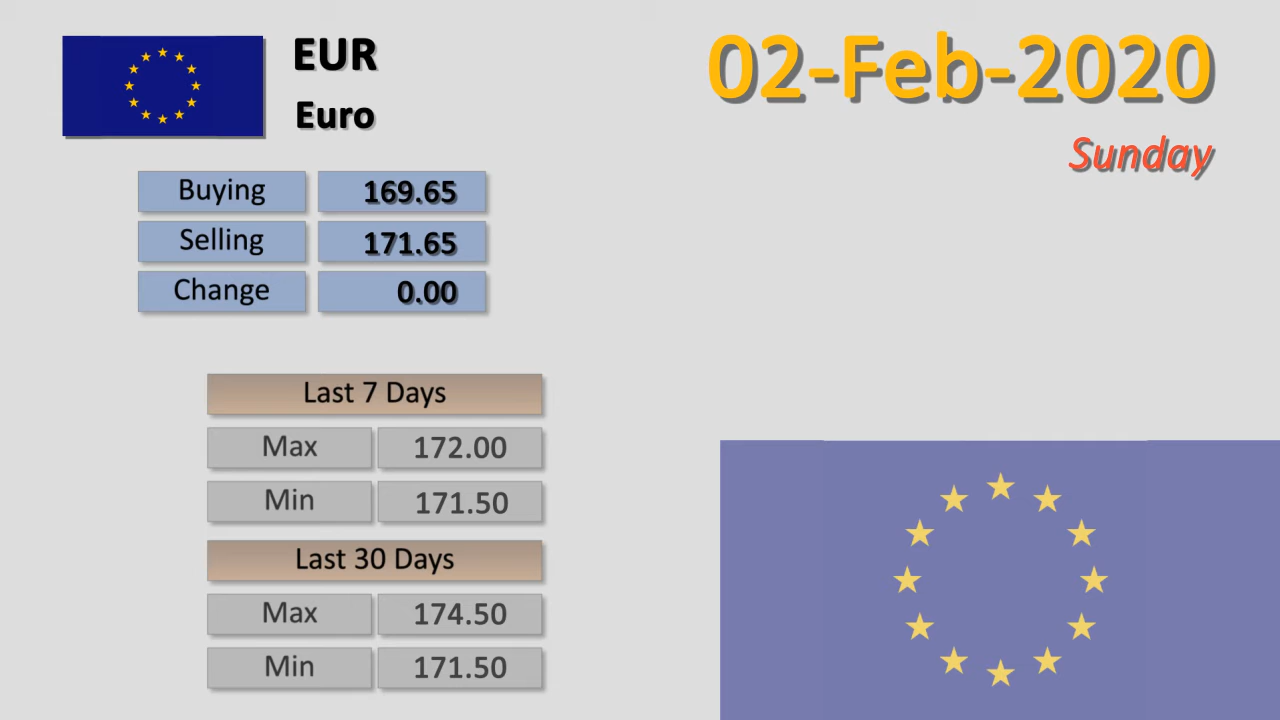 EUR
Euro
02-Feb-2020
Sunday
Buying 169.65
Selling 171.65
Change 0.00
Last 7 Days
Max 172.00
Min 171.50
Last 30 Days
Max 174.50
Min 171.50